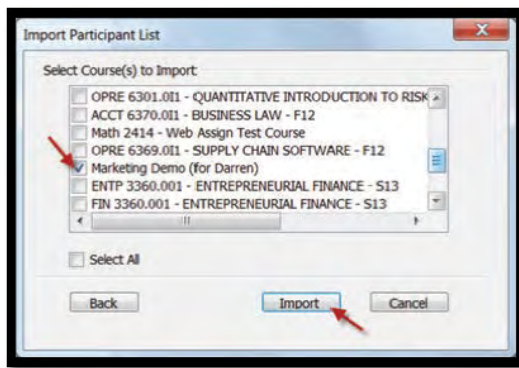 Import Participant List
Select Course(s) to Import
OPRE 6301.0I1 - QUANTITATIVE INTRODUCTION TO RISK
ACCT 6370.0I1 - BUSINESS LAW - F12
Math 2414 - Web Assign Test Course
OPRE 6369.0I1 - SUPPLY CHAIN SOFTWARE - F12
Marketing Demo (for Darren)
ENTP 3360.001 - ENTREPRENEURIAL FINANCE - S13
FIN 3360.001 - ENTREPRENEURIAL FINANCE - S13
Select All
Back Import Cancel